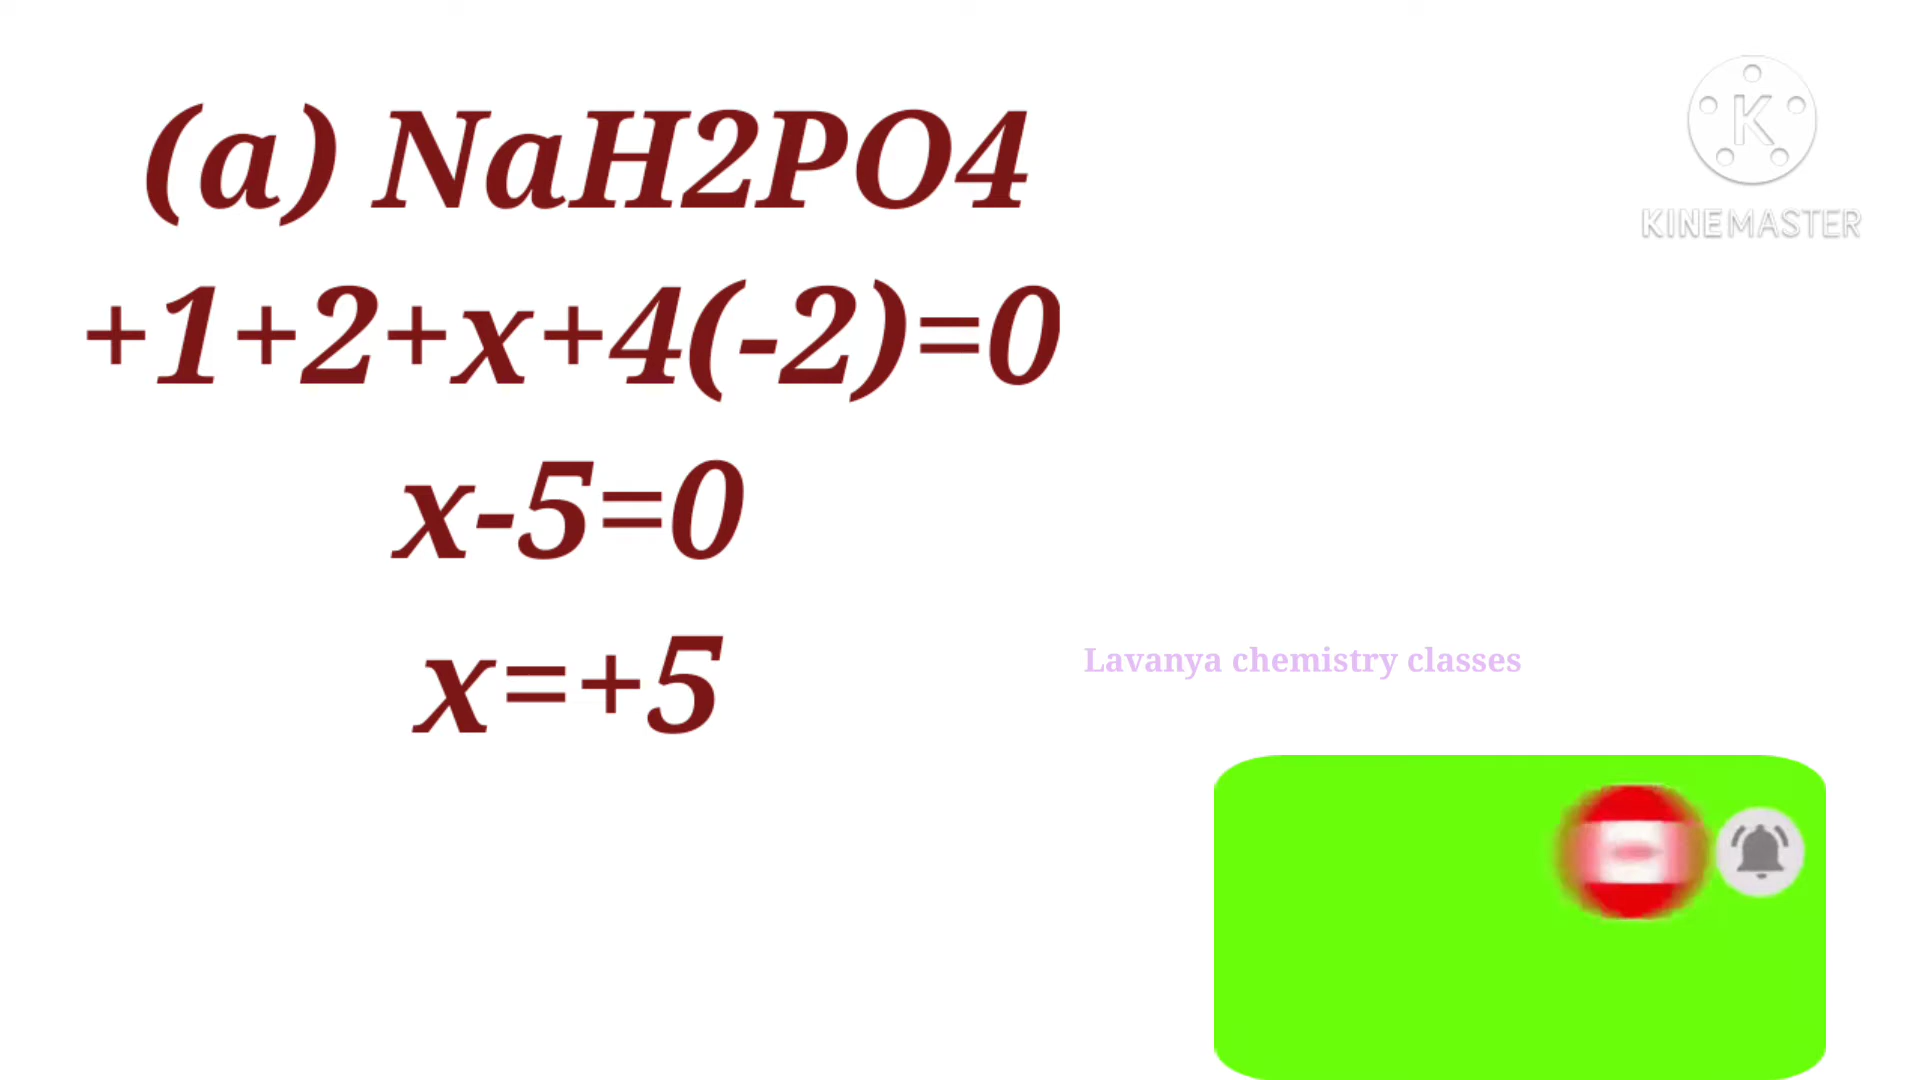 (a) NaH2PO4
+1+2+x+4(-2)=0
x-5=0
x=+5
K
KINEMASTER
Lavanya chemistry classes